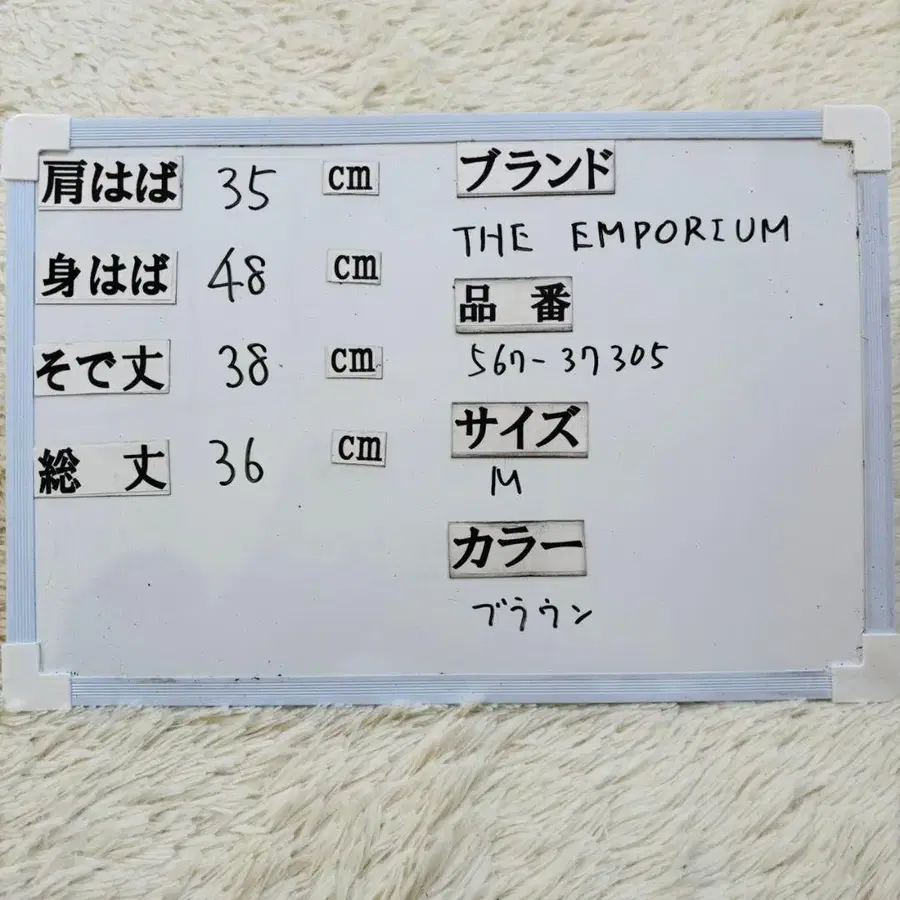 肩はば 35 cm
身はば 48 cm
そで丈 38 cm
総丈 36 cm
ブランド
THE EMPORIUM
品番
567-37305
サイズ
M
カラー
ブラウン